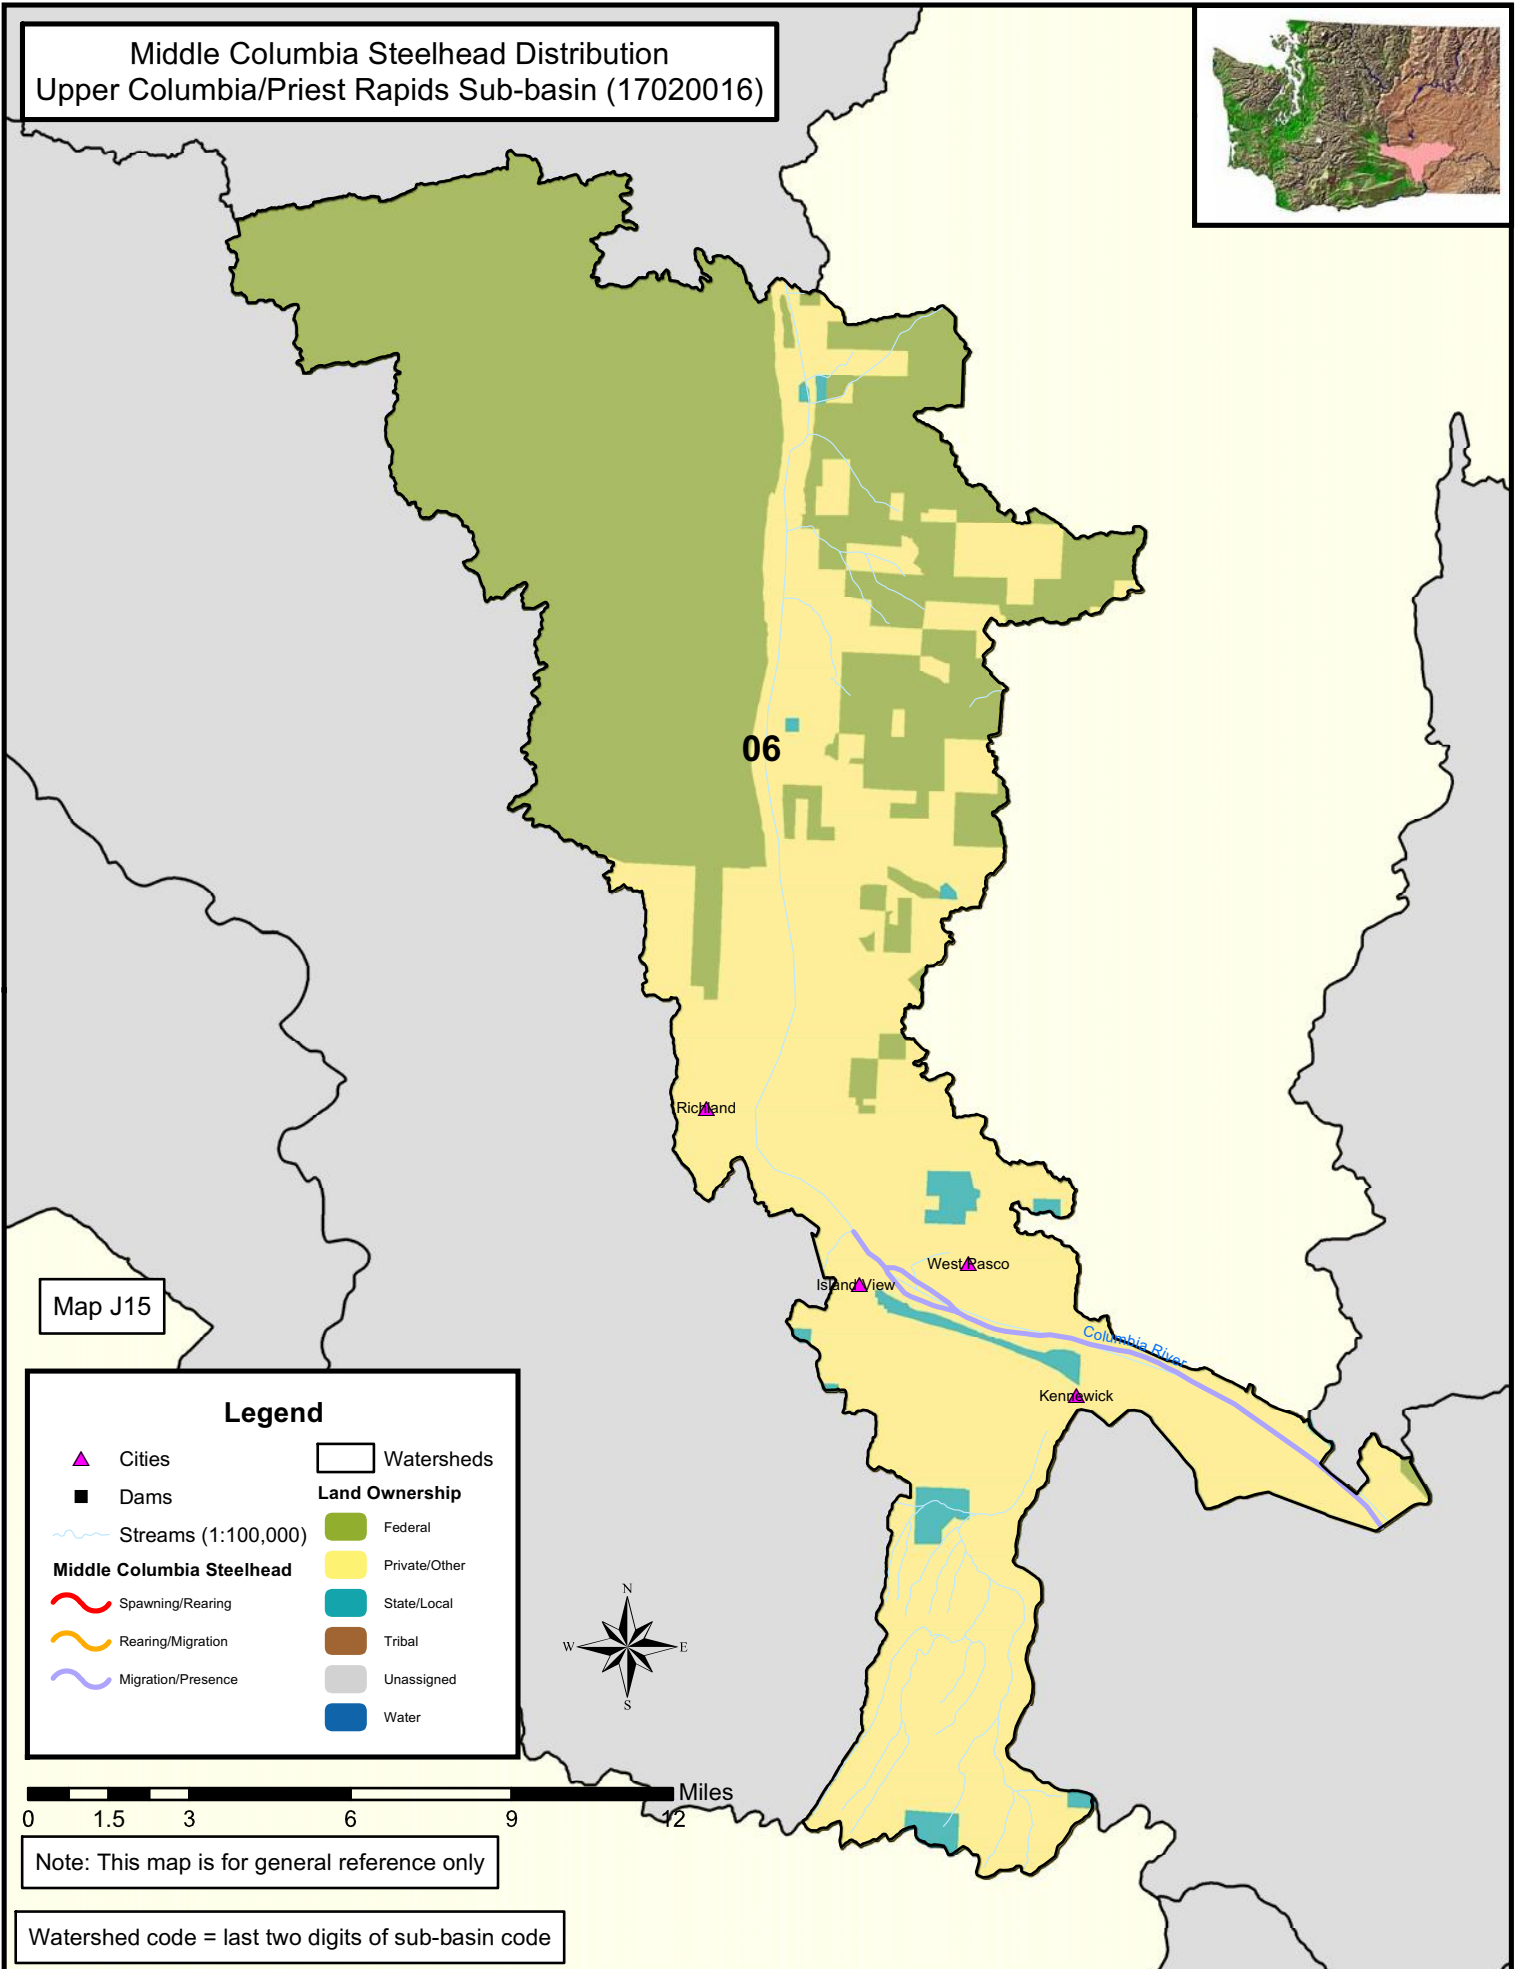 Middle Columbia Steelhead Distribution
Upper Columbia/Priest Rapids Sub-basin (17020016)
06
Richland
West Pasco
Island View
Columbia River
Kennewick
Map J15
Legend
Cities
Dams
Streams (1:100,000)
Middle Columbia Steelhead
Spawning/Rearing
Rearing/Migration
Migration/Presence
Watersheds
Land Ownership
Federal
Private/Other
State/Local
Tribal
Unassigned
Water
N
W E
S
Miles
0 1.5 3 6 9 12
Note: This map is for general reference only
Watershed code = last two digits of sub-basin code